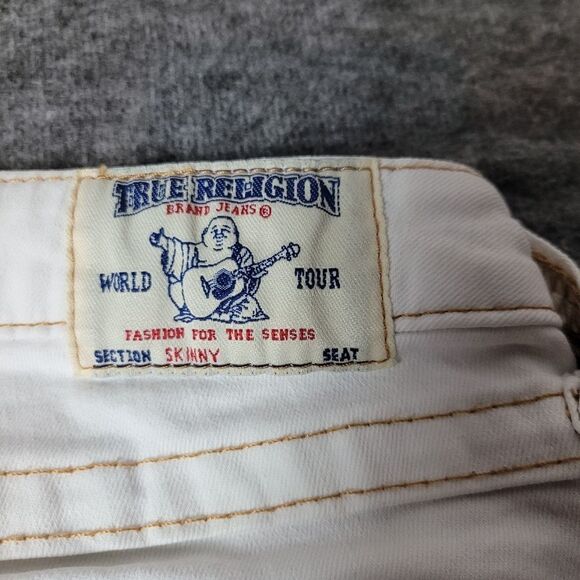 TRUE RELIGION
BRAND JEANS®
WORLD TOUR
FASHION FOR THE SENSES
SECTION SKINNY SEAT